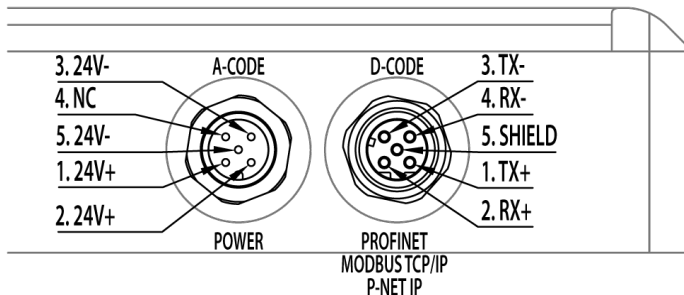 A-CODE
3. 24V-
4. NC
5. 24V-
1. 24V+
2. 24V+
POWER
D-CODE
3. TX-
4. RX-
5. SHIELD
1. TX+
2. RX+
PROFINET
MODBUS TCP/IP
P-NET IP